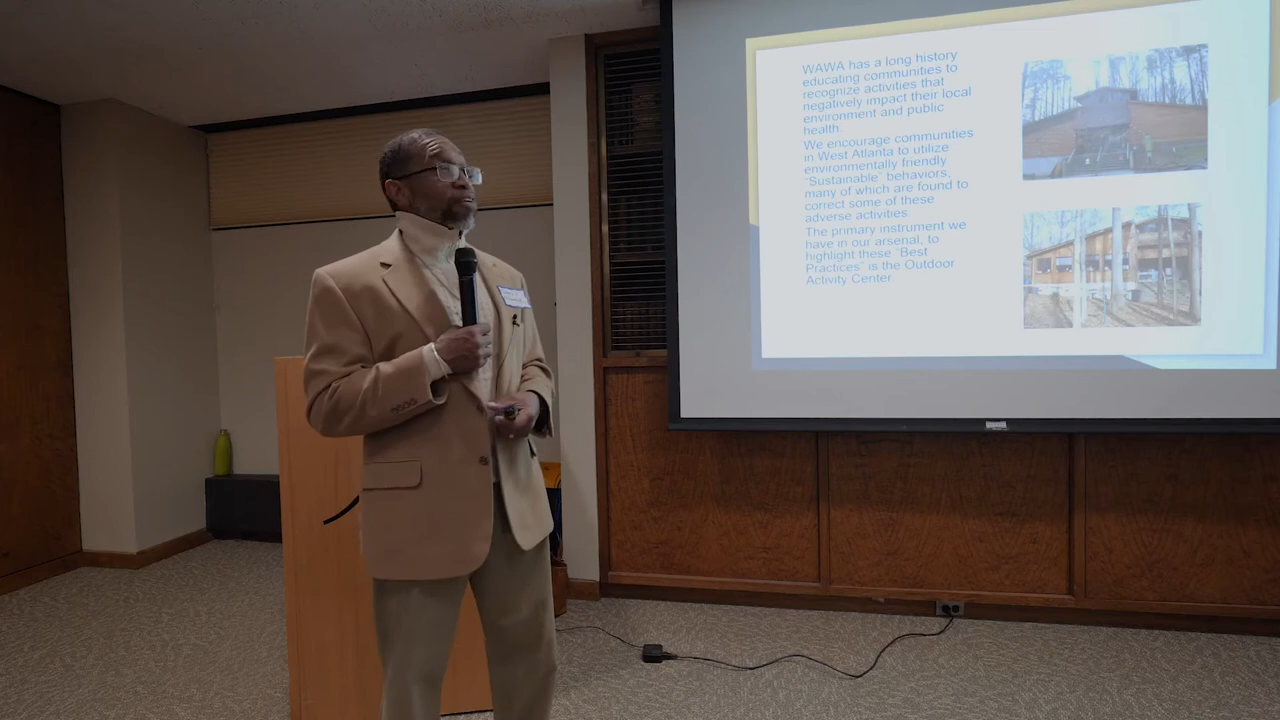 WAWA has a long history
educating communities to
recognize activities that
negatively impact their local
environment and public
health.
We encourage communities
in West Atlanta to utilize
environmentally friendly
“Sustainable” behaviors,
many of which are found to
correct some of these
adverse activities.
The primary instrument we
have in our arsenal, to
highlight these “Best
Practices” is the Outdoor
Activity Center.